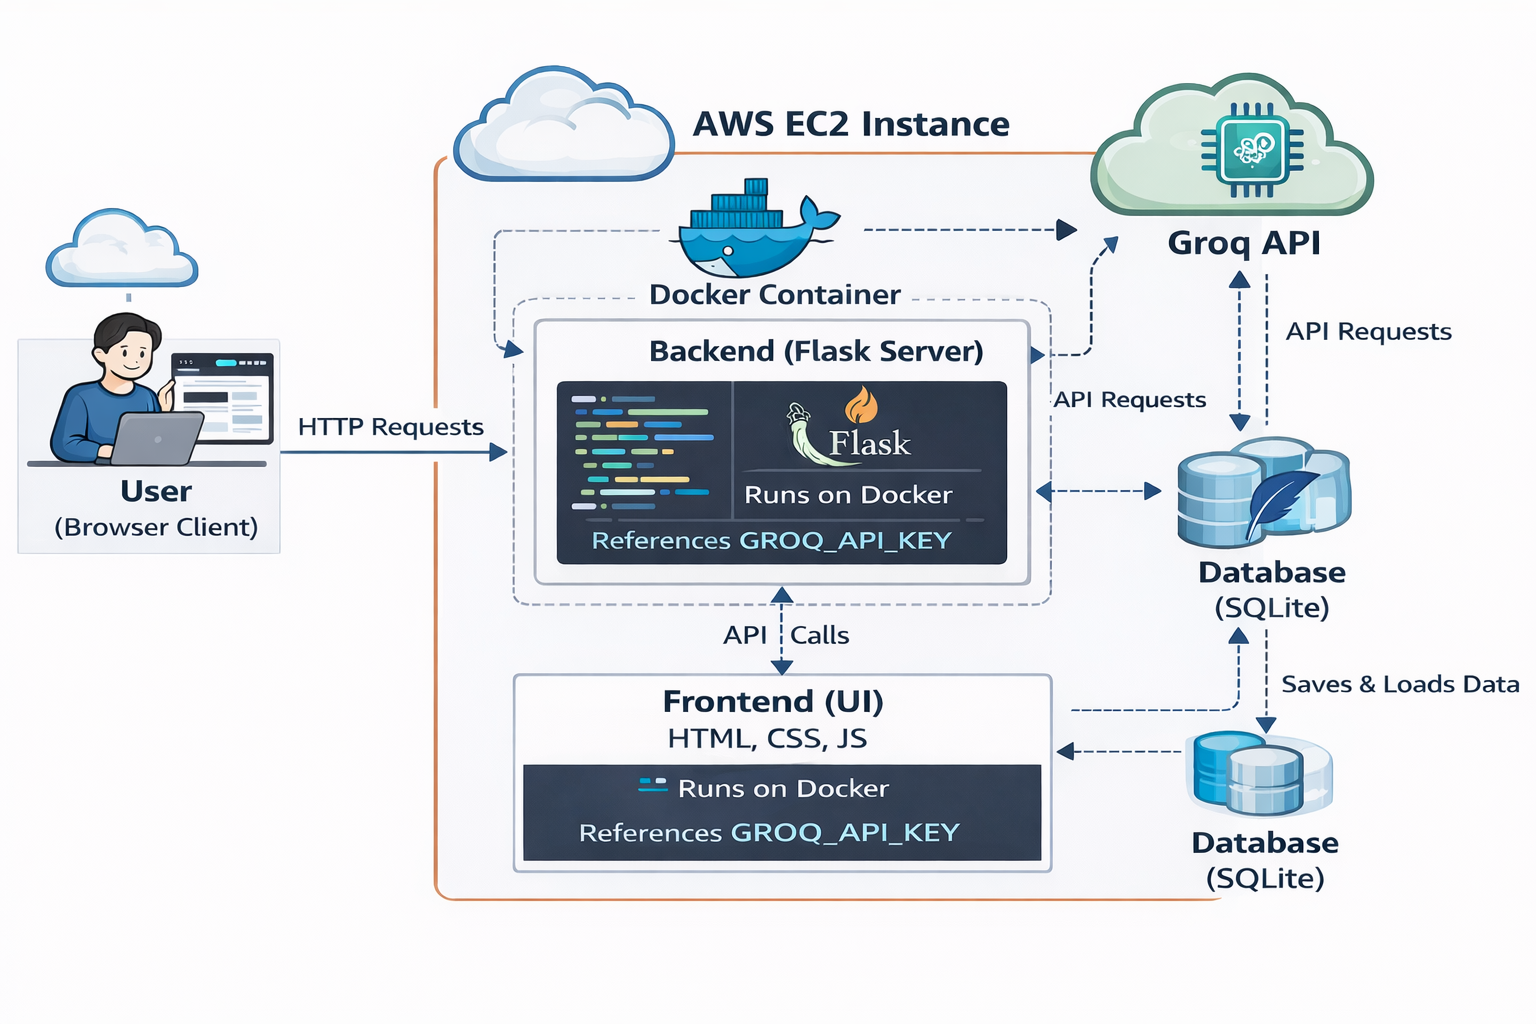 AWS EC2 Instance
Groq API
Docker Container
API Requests
Backend (Flask Server)
API Requests
HTTP Requests
Flask
Runs on Docker
References GROQ_API_KEY
User
(Browser Client)
Database
(SQLite)
API Calls
Frontend (UI)
HTML, CSS, JS
Saves & Loads Data
Runs on Docker
References GROQ_API_KEY
Database
(SQLite)